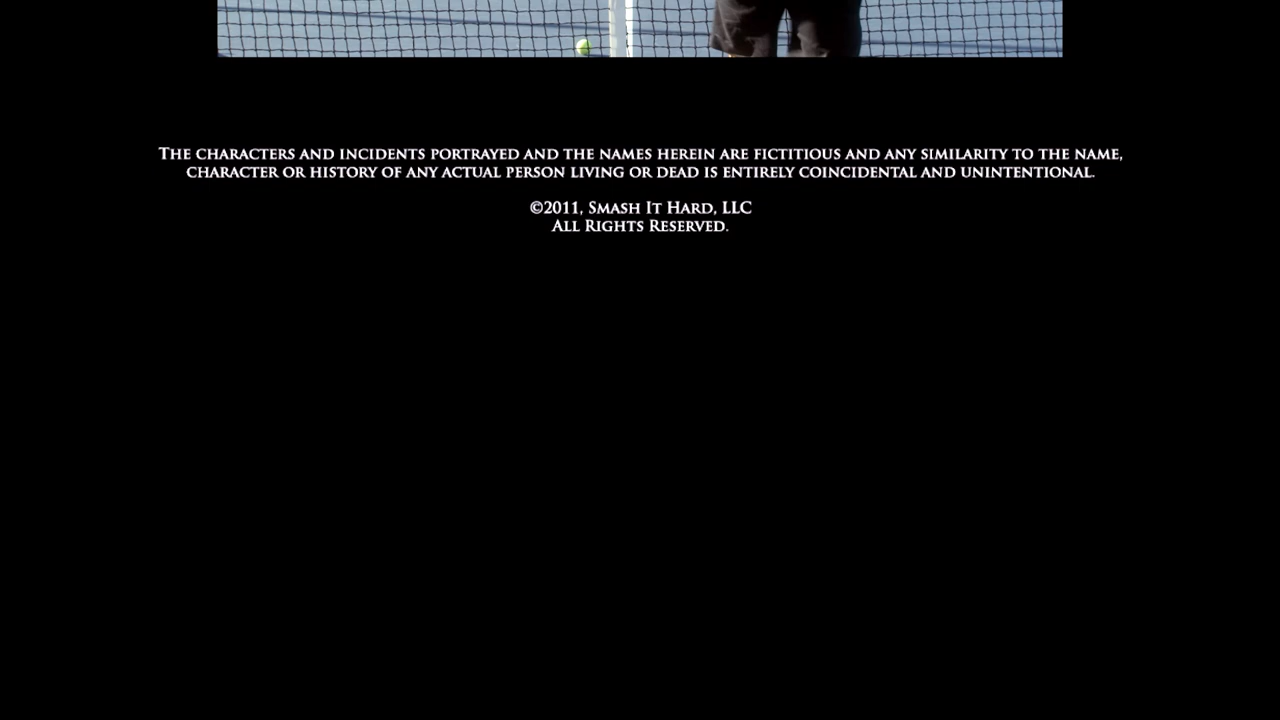 The characters and incidents portrayed and the names herein are fictitious and any similarity to the name,
character or history of any actual person living or dead is entirely coincidental and unintentional.
©2011, Smash It Hard, LLC
All Rights Reserved.